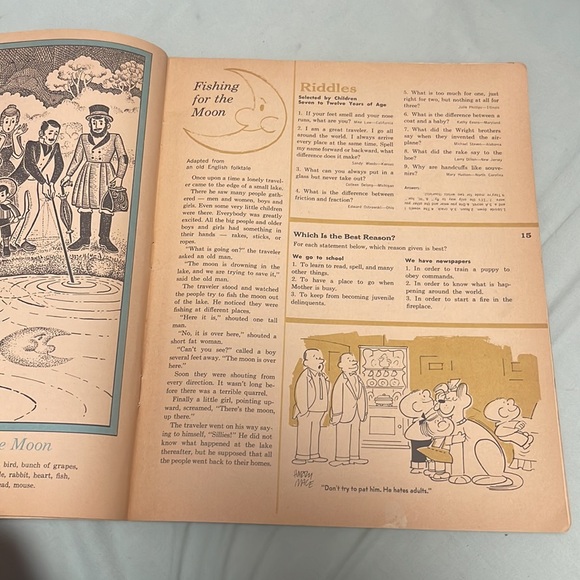 e Moon
bird, bunch of grapes,
le, rabbit, heart, fish,
ead, mouse.
Fishing
for the
Moon
Adapted from
an old English folktale
Once upon a time a lonely travel-
er came to the edge of a small lake.
There he saw many people gath-
ered — men and women, boys and
girls. Even some very little children
were there. Everybody was greatly
excited. All the big people and older
boys and girls had something in
their hands — rakes, sticks, or
ropes.
"What is going on?" the traveler
asked an old man.
"The moon is drowning in the
lake, and we are trying to save it,"
said the old man.
The traveler stood and watched
the people try to fish the moon out
of the lake. He noticed they were
fishing at different places.
"Here it is," shouted one tall
man.
"No, it is over here," shouted a
short fat woman.
"Can't you see?" called a boy
several feet away. "The moon is over
here."
Soon they were shouting from
every direction. It wasn't long be-
fore there was a terrible quarrel.
Finally a little girl, pointing up-
ward, screamed, "There's the moon,
up there."
The traveler went on his way say-
ing to himself, "Sillies!" He did not
know what happened at the lake
thereafter, but he supposed that all
the people went back to their homes.
Riddles
Selected by Children
Seven to Twelve Years of Age
1. If your feet smell and your nose
runs, what are you?
2. I am a great traveler. I go all
around the world. I always arrive
every place at the same time. Spell
my name forward or backward, what
difference does it make?
3. What can you always put in a
glass but never take out?
4. What is the difference between
friction and fraction?
5. What is too much for one, just
right for two, but nothing at all for
three?
6. What is the difference between a
coat and a baby?
7. What did the Wright brothers
say when they invented the air-
plane?
8. What did the rake say to the
hoe?
9. Why are handcuffs like souve-
nirs?
15
Which Is the Best Reason?
For each statement below, which reason given is best?
We go to school
1. To learn to read, spell, and many
other things.
2. To have a place to go when
Mother is busy.
3. To keep from becoming juvenile
delinquents.
We have newspapers
1. In order to train a puppy to
obey commands.
2. In order to know what is hap-
pening around the world.
3. In order to start a fire in the
fireplace.
"Don't try to pet him. He hates adults."